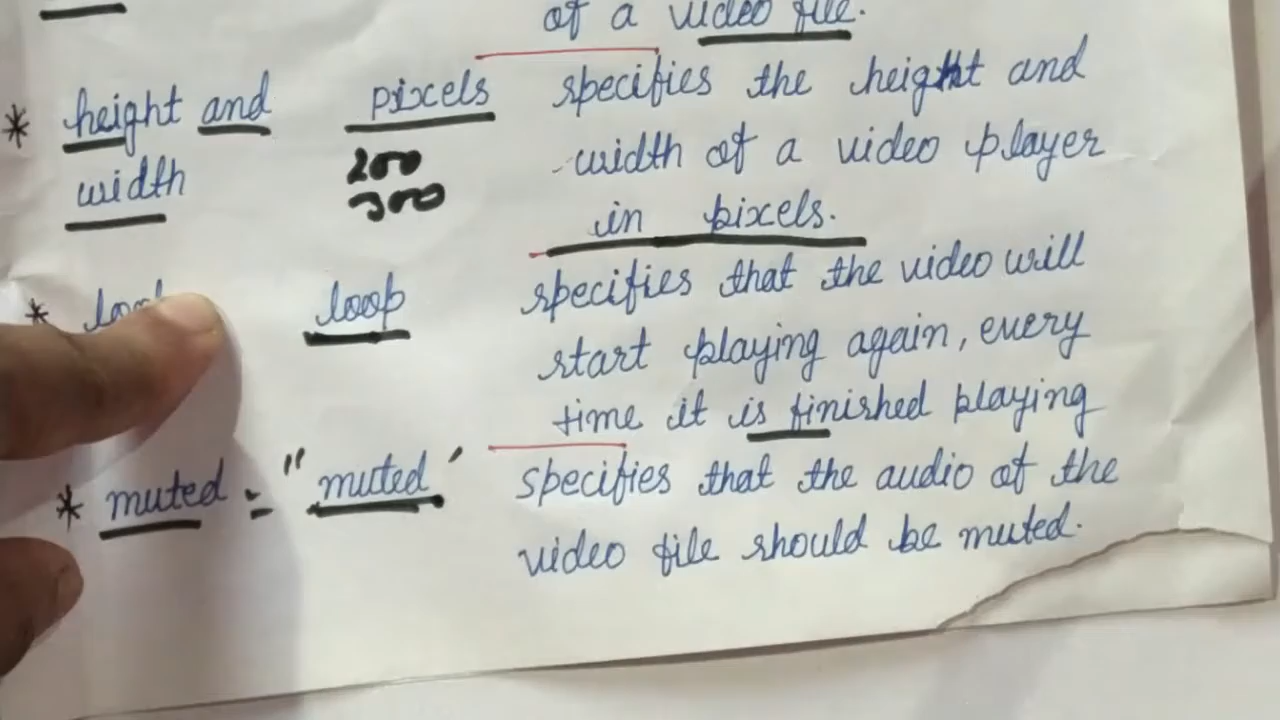 of a video file.
* height and pixels specifies the height and
width 200 width of a video player
300 in pixels.
* loop loop specifies that the video will
start playing again, every
time it is finished playing
* muted = "muted' specifies that the audio of the
video file should be muted.